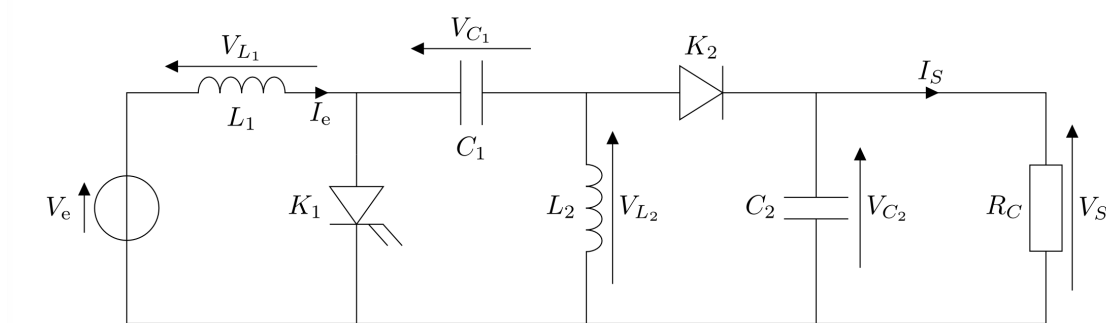 V_{L_1}
V_{C_1}
K_2
I_S
I_e
L_1
C_1
V_e
K_1
L_2
V_{L_2}
C_2
V_{C_2}
R_C
V_S